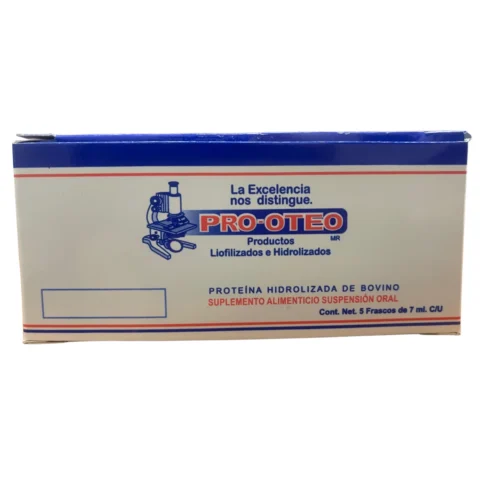 La Excelencia
nos distingue.
PRO-OTEO
MR
Productos
Liofilizados e Hidrolizados
PROTEÍNA HIDROLIZADA DE BOVINO
SUPLEMENTO ALIMENTICIO SUSPENSIÓN ORAL
Cont. Net. 5 Frascos de 7 ml. C/U